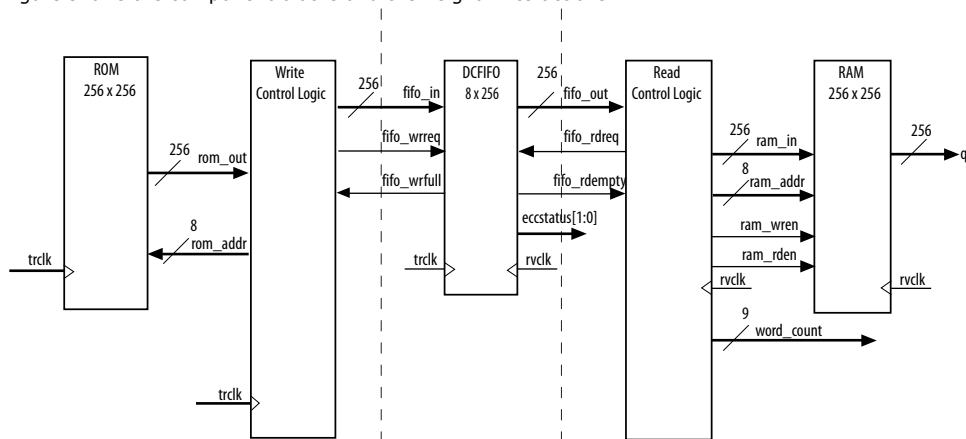 ROM
256 x 256
Write
Control Logic
DCFIFO
8 x 256
Read
Control Logic
RAM
256 x 256
256
fifo_in
256
fifo_out
256
rom_out
fifo_wrreq
fifo_rdreq
256
ram_in
256
q
fifo_wrfull
fifo_rdempty
8
ram_addr
8
rom_addr
eccstatus[1:0]
ram_wren
trclk
trclk
rvclk
ram_rden
rvclk
rvclk
9
word_count
trclk